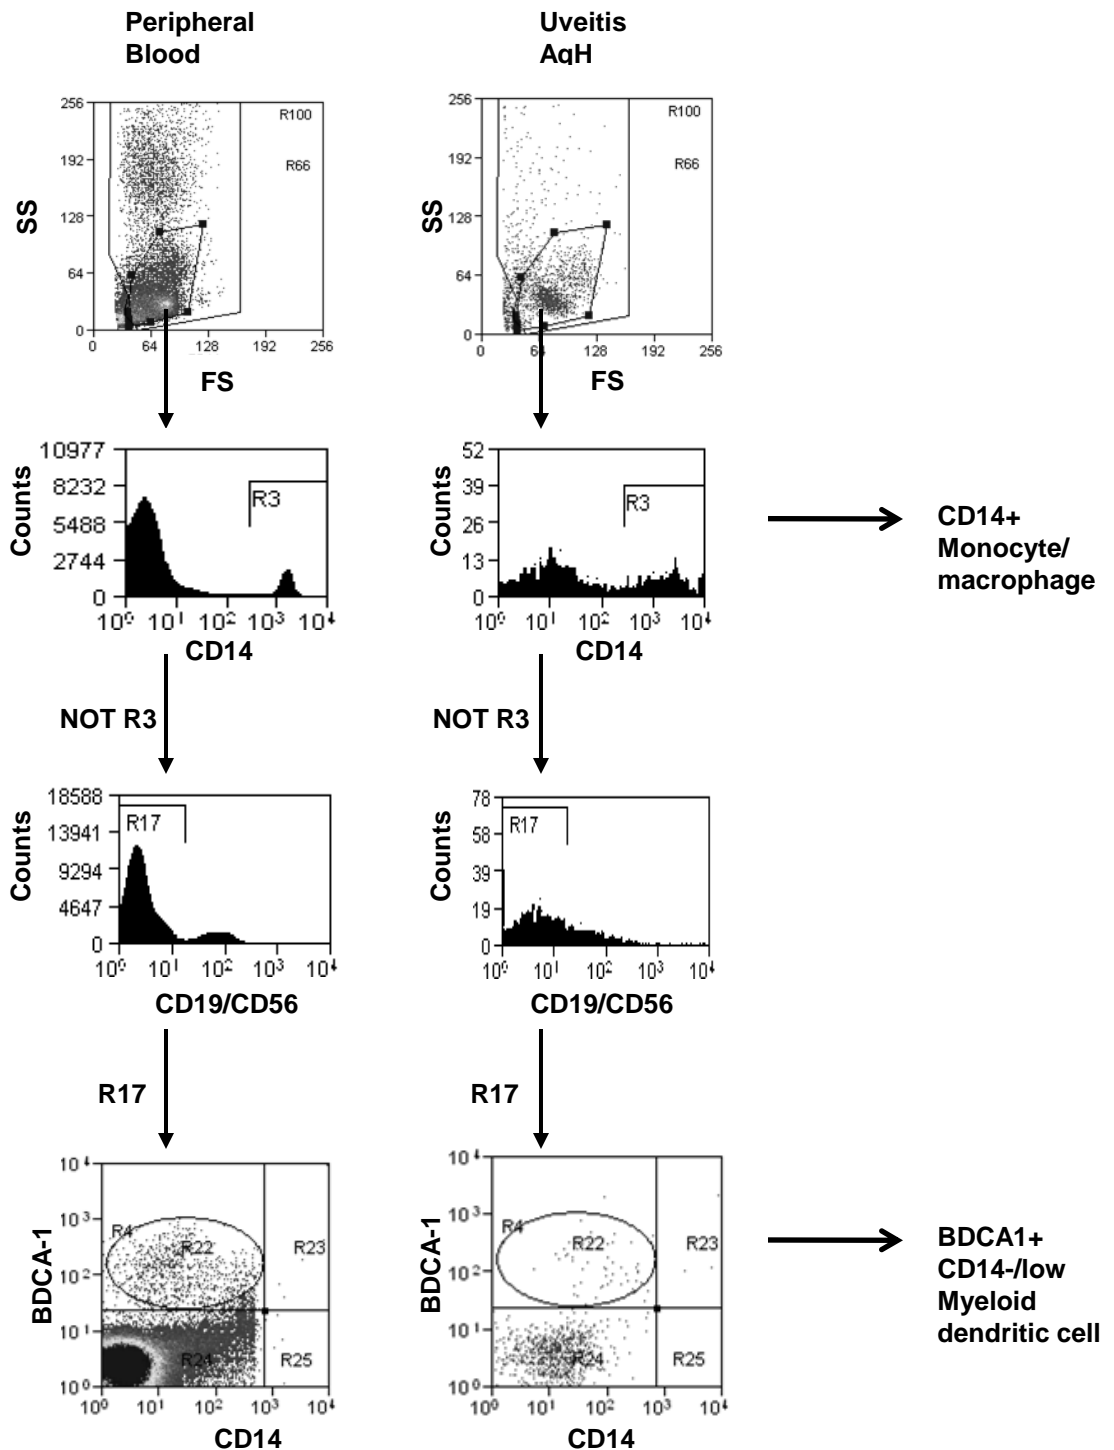 Peripheral
Blood
Uveitis
AqH
256
192
128
64
0
0 64 128 192 256
R100
R66
SS
FS
256
192
128
64
0
0 64 128 192 256
R100
R66
SS
FS
10977
8232
5488
2744
0
10⁰ 10¹ 10² 10³ 10⁴
R3
Counts
CD14
52
39
26
13
0
10⁰ 10¹ 10² 10³ 10⁴
R3
Counts
CD14
CD14+
Monocyte/
macrophage
NOT R3
NOT R3
18588
13941
9294
4647
0
10⁰ 10¹ 10² 10³ 10⁴
R17
Counts
CD19/CD56
78
58
39
19
0
10⁰ 10¹ 10² 10³ 10⁴
R17
Counts
CD19/CD56
R17
R17
10⁴
10³
10²
10¹
10⁰
10⁰ 10¹ 10² 10³ 10⁴
R4
R22
R23
R24
R25
BDCA-1
CD14
10⁴
10³
10²
10¹
10⁰
10⁰ 10¹ 10² 10³ 10⁴
R4
R22
R23
R24
R25
BDCA-1
CD14
BDCA1+
CD14-/low
Myeloid
dendritic cell